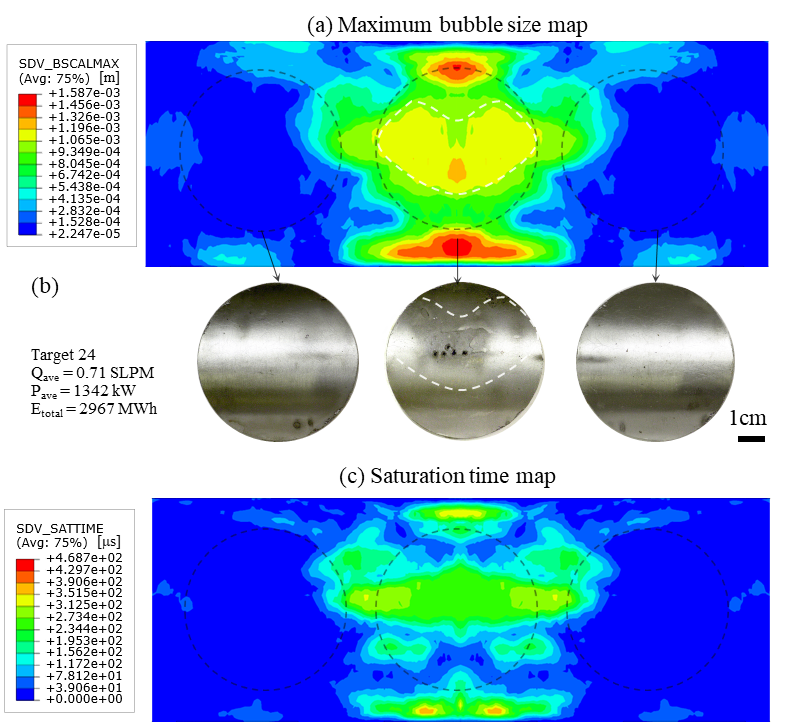 (a) Maximum bubble size map
SDV_BSCALMAX
(Avg: 75%) [m]
+1.587e-03
+1.456e-03
+1.326e-03
+1.196e-03
+1.065e-03
+9.349e-04
+8.045e-04
+6.742e-04
+5.438e-04
+4.135e-04
+2.832e-04
+1.528e-04
+2.247e-05
(b)
Target 24
Qave = 0.71 SLPM
Pave = 1342 kW
Etotal = 2967 MWh
1cm
(c) Saturation time map
SDV_SATTIME
(Avg: 75%) [μs]
+4.687e+02
+4.297e+02
+3.906e+02
+3.515e+02
+3.125e+02
+2.734e+02
+2.344e+02
+1.953e+02
+1.562e+02
+1.172e+02
+7.812e+01
+3.906e+01
+0.000e+00